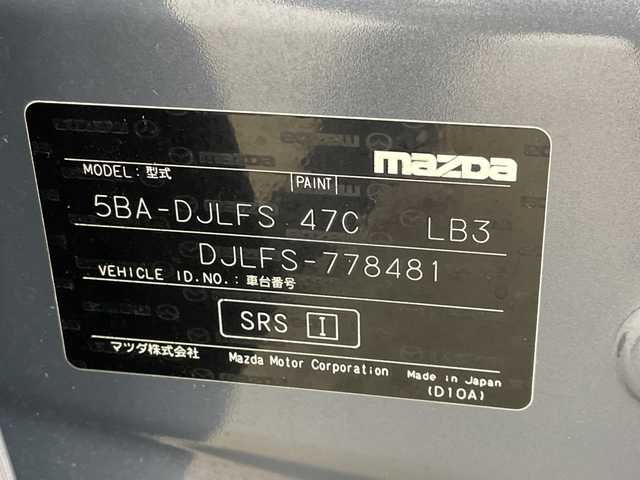 mazda
MODEL : 型式 PAINT
5BA-DJLFS 47C LB3
DJLFS-778481
VEHICLE ID.NO. : 車台番号
SRS I
マツダ株式会社 Mazda Motor Corporation Made in Japan
(D10A)